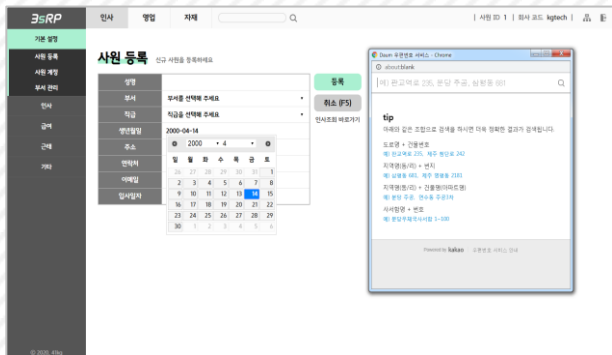 3sRP
인사 영업 자재
사원 ID 1 | 회사 코드 kgtech
기본 설정
사원 등록
사원 계정
부서 관리
인사
급여
근태
기타
© 2020. 4bu
사원 등록 신규 사원을 등록하세요
성명
부서 부서를 선택해 주세요
직급 직급을 선택해 주세요
생년월일 2000-04-14
주소
연락처
이메일
입사일자
등록
취소 (F5)
인사조회 바로가기
2000 4
일 월 화 수 목 금 토
26 27 28 29 30 31 1
2 3 4 5 6 7 8
9 10 11 12 13 14 15
16 17 18 19 20 21 22
23 24 25 26 27 28 29
30 1 2 3 4 5 6
Daum 우편번호 서비스 - Chrome
about:blank
예) 판교역로 235, 분당 주공, 삼평동 681
tip
아래와 같은 조합으로 검색을 하시면 더욱 정확한 결과가 검색됩니다.
도로명 + 건물번호
예) 판교역로 235, 제주 첨단로 242
지역명(동/리) + 번지
예) 삼평동 681, 제주 영평동 2181
지역명(동/리) + 건물명(아파트명)
예) 분당 주공, 연수동 주공3차
사서함명 + 번호
예) 분당우체국사서함 1~100
Powered by kakao 우편번호 서비스 안내